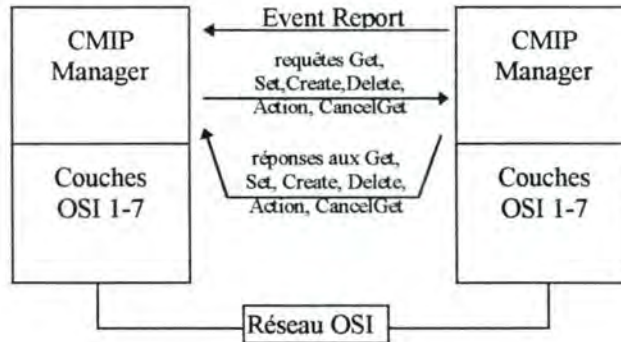 Event Report
CMIP
Manager
requêtes Get,
Set,Create,Delete,
Action, CancelGet
CMIP
Manager
Couches
OSI 1-7
réponses aux Get,
Set, Create, Delete,
Action, CancelGet
Couches
OSI 1-7
Réseau OSI